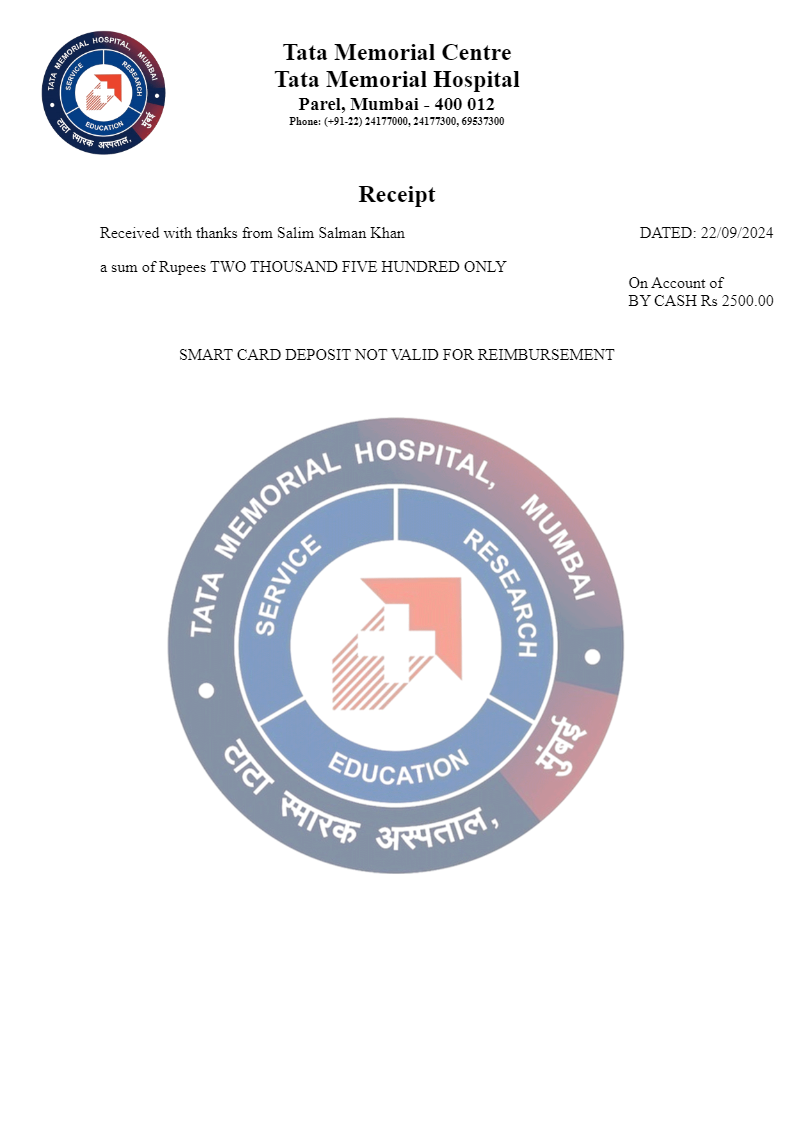 TATA MEMORIAL HOSPITAL, MUMBAI
SERVICE
RESEARCH
EDUCATION
टाटा स्मारक अस्पताल, मुंबई
Tata Memorial Centre
Tata Memorial Hospital
Parel, Mumbai - 400 012
Phone: (+91-22) 24177000, 24177300, 69537300
Receipt
Received with thanks from Salim Salman Khan
DATED: 22/09/2024
a sum of Rupees TWO THOUSAND FIVE HUNDRED ONLY
On Account of
BY CASH Rs 2500.00
SMART CARD DEPOSIT NOT VALID FOR REIMBURSEMENT
TATA MEMORIAL HOSPITAL, MUMBAI
SERVICE
RESEARCH
EDUCATION
टाटा स्मारक अस्पताल, मुंबई